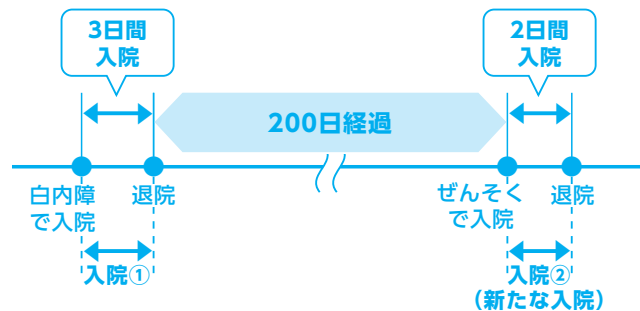 3日間
入院
2日間
入院
200日経過
白内障
で入院
退院
ぜんそく
で入院
退院
入院①
入院②
（新たな入院）